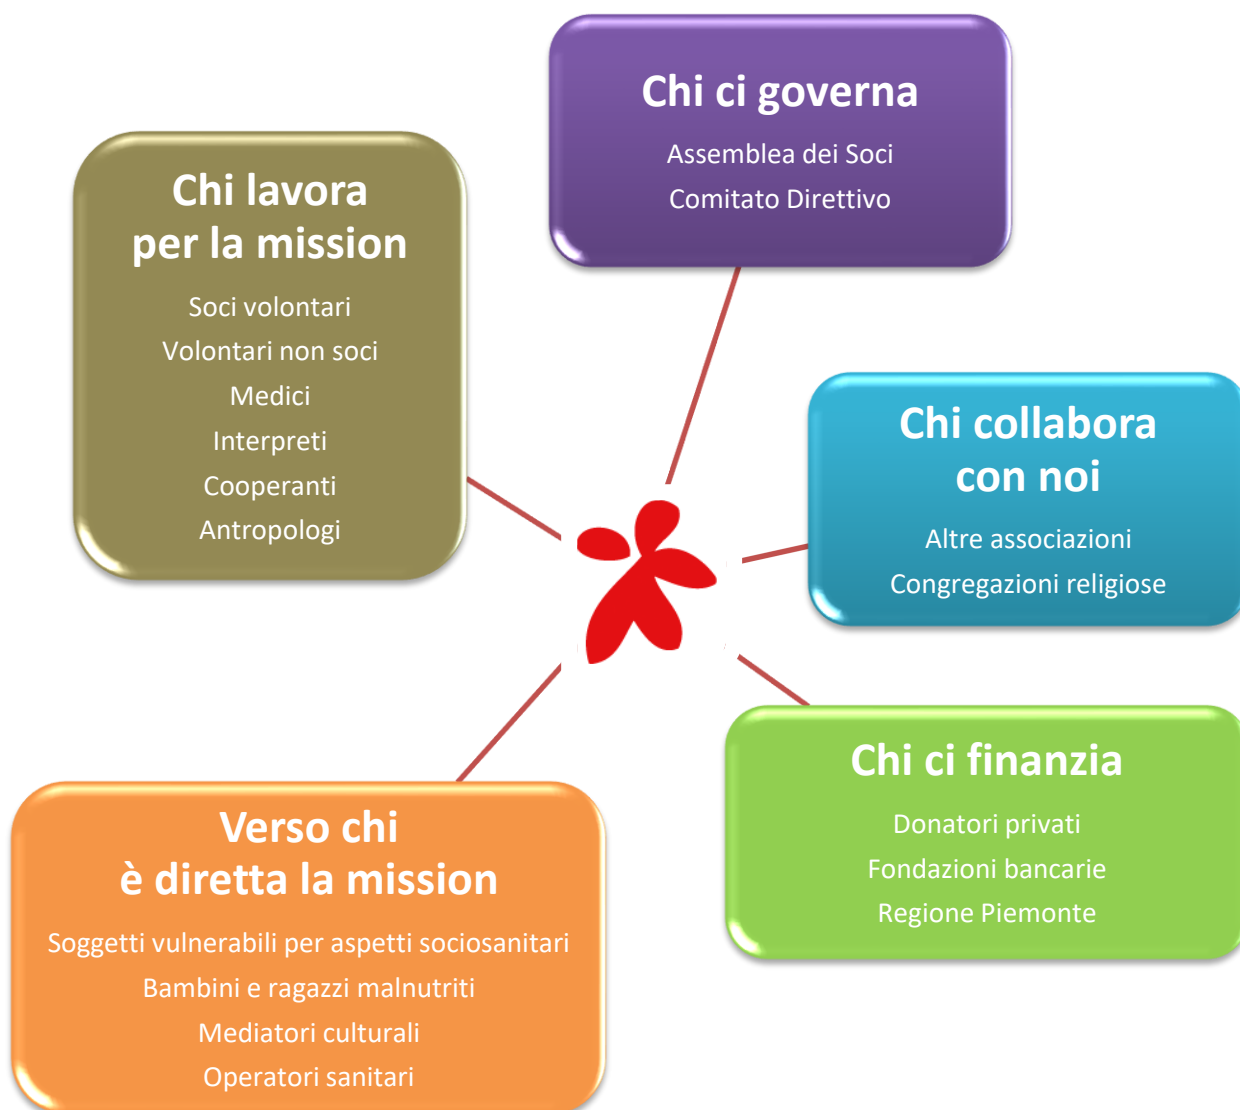 Chi ci governa
Assemblea dei Soci
Comitato Direttivo
Chi lavora
per la mission
Soci volontari
Volontari non soci
Medici
Interpreti
Cooperanti
Antropologi
Chi collabora
con noi
Altre associazioni
Congregazioni religiose
Chi ci finanzia
Donatori privati
Fondazioni bancarie
Regione Piemonte
Verso chi
è diretta la mission
Soggetti vulnerabili per aspetti sociosanitari
Bambini e ragazzi malnutriti
Mediatori culturali
Operatori sanitari